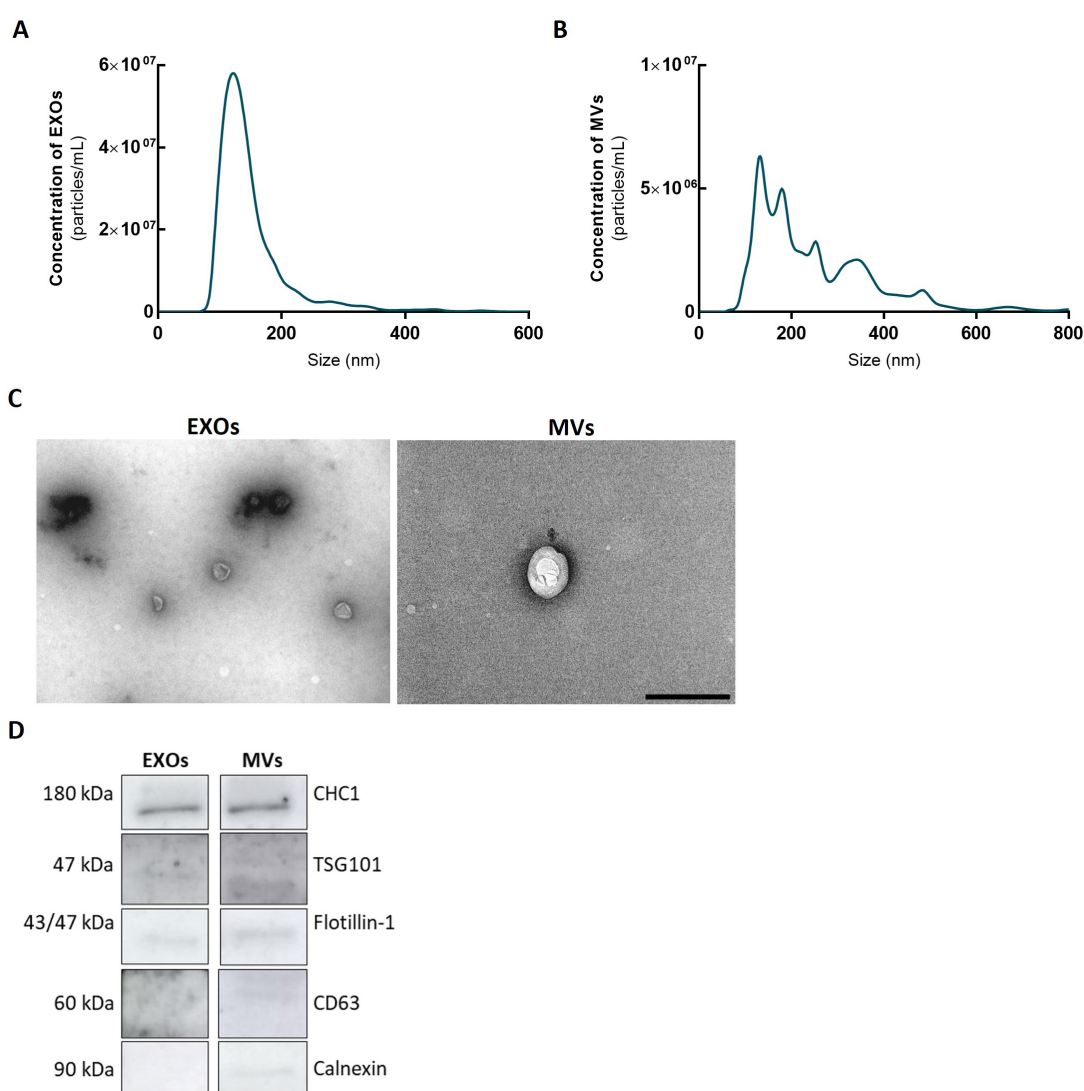 A
B
6×10⁰⁷
4×10⁰⁷
2×10⁰⁷
0
Concentration of EXOs
(particles/mL)
0 200 400 600
Size (nm)
1×10⁰⁷
5×10⁰⁶
0
Concentration of MVs
(particles/mL)
0 200 400 600 800
Size (nm)
C
EXOs MVs
D
EXOs MVs
180 kDa CHC1
47 kDa TSG101
43/47 kDa Flotillin-1
60 kDa CD63
90 kDa Calnexin